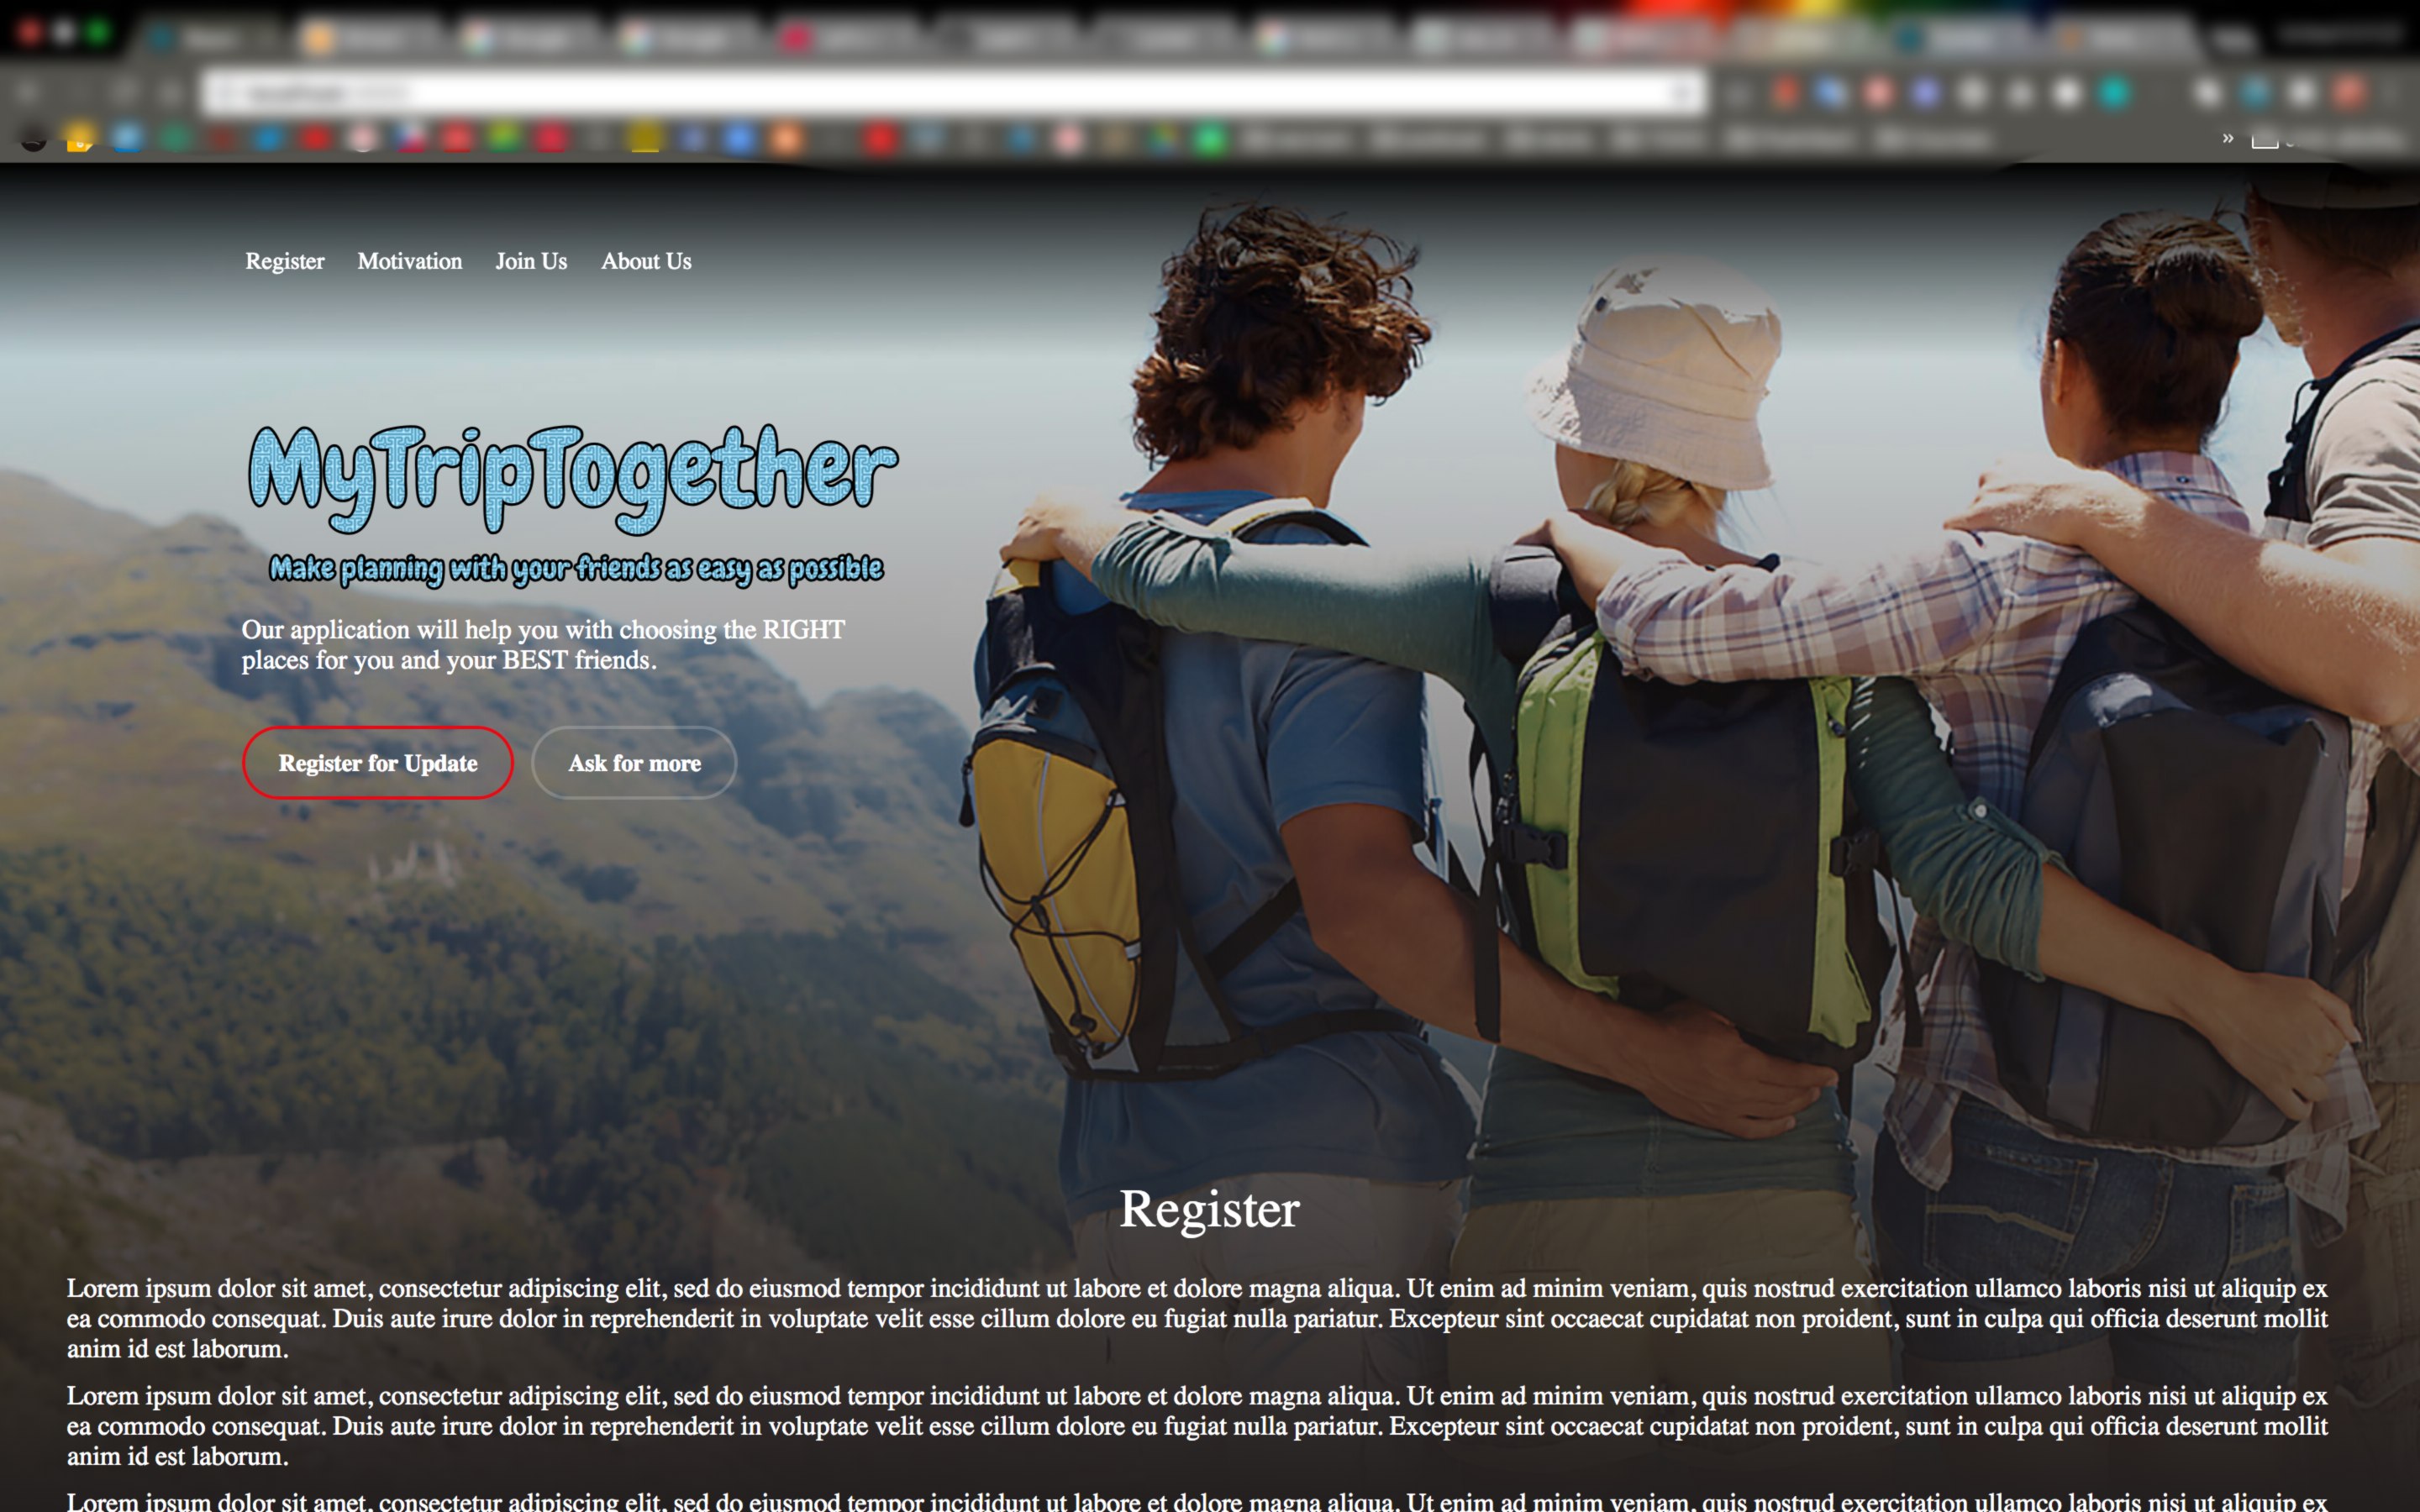 Register Motivation Join Us About Us
MyTripTogether
Make planning with your friends as easy as possible
Our application will help you with choosing the RIGHT
places for you and your BEST friends.
Register for Update Ask for more
Register
Lorem ipsum dolor sit amet, consectetur adipiscing elit, sed do eiusmod tempor incididunt ut labore et dolore magna aliqua. Ut enim ad minim veniam, quis nostrud exercitation ullamco laboris nisi ut aliquip ex
ea commodo consequat. Duis aute irure dolor in reprehenderit in voluptate velit esse cillum dolore eu fugiat nulla pariatur. Excepteur sint occaecat cupidatat non proident, sunt in culpa qui officia deserunt mollit
anim id est laborum.
Lorem ipsum dolor sit amet, consectetur adipiscing elit, sed do eiusmod tempor incididunt ut labore et dolore magna aliqua. Ut enim ad minim veniam, quis nostrud exercitation ullamco laboris nisi ut aliquip ex
ea commodo consequat. Duis aute irure dolor in reprehenderit in voluptate velit esse cillum dolore eu fugiat nulla pariatur. Excepteur sint occaecat cupidatat non proident, sunt in culpa qui officia deserunt mollit
anim id est laborum.
Lorem ipsum dolor sit amet, consectetur adipiscing elit, sed do eiusmod tempor incididunt ut labore et dolore magna aliqua. Ut enim ad minim veniam, quis nostrud exercitation ullamco laboris nisi ut aliquip ex